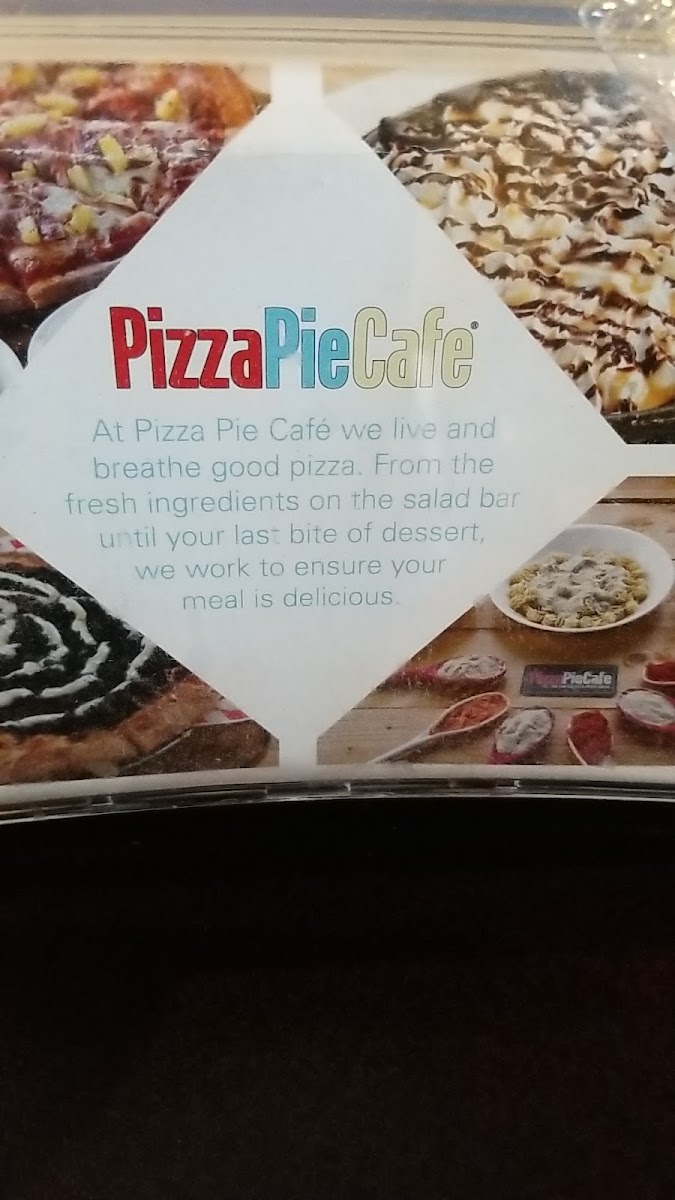 PizzaPieCafe®
At Pizza Pie Café we live and
breathe good pizza. From the
fresh ingredients on the salad bar
until your last bite of dessert,
we work to ensure your
meal is delicious.
PizzaPieCafe